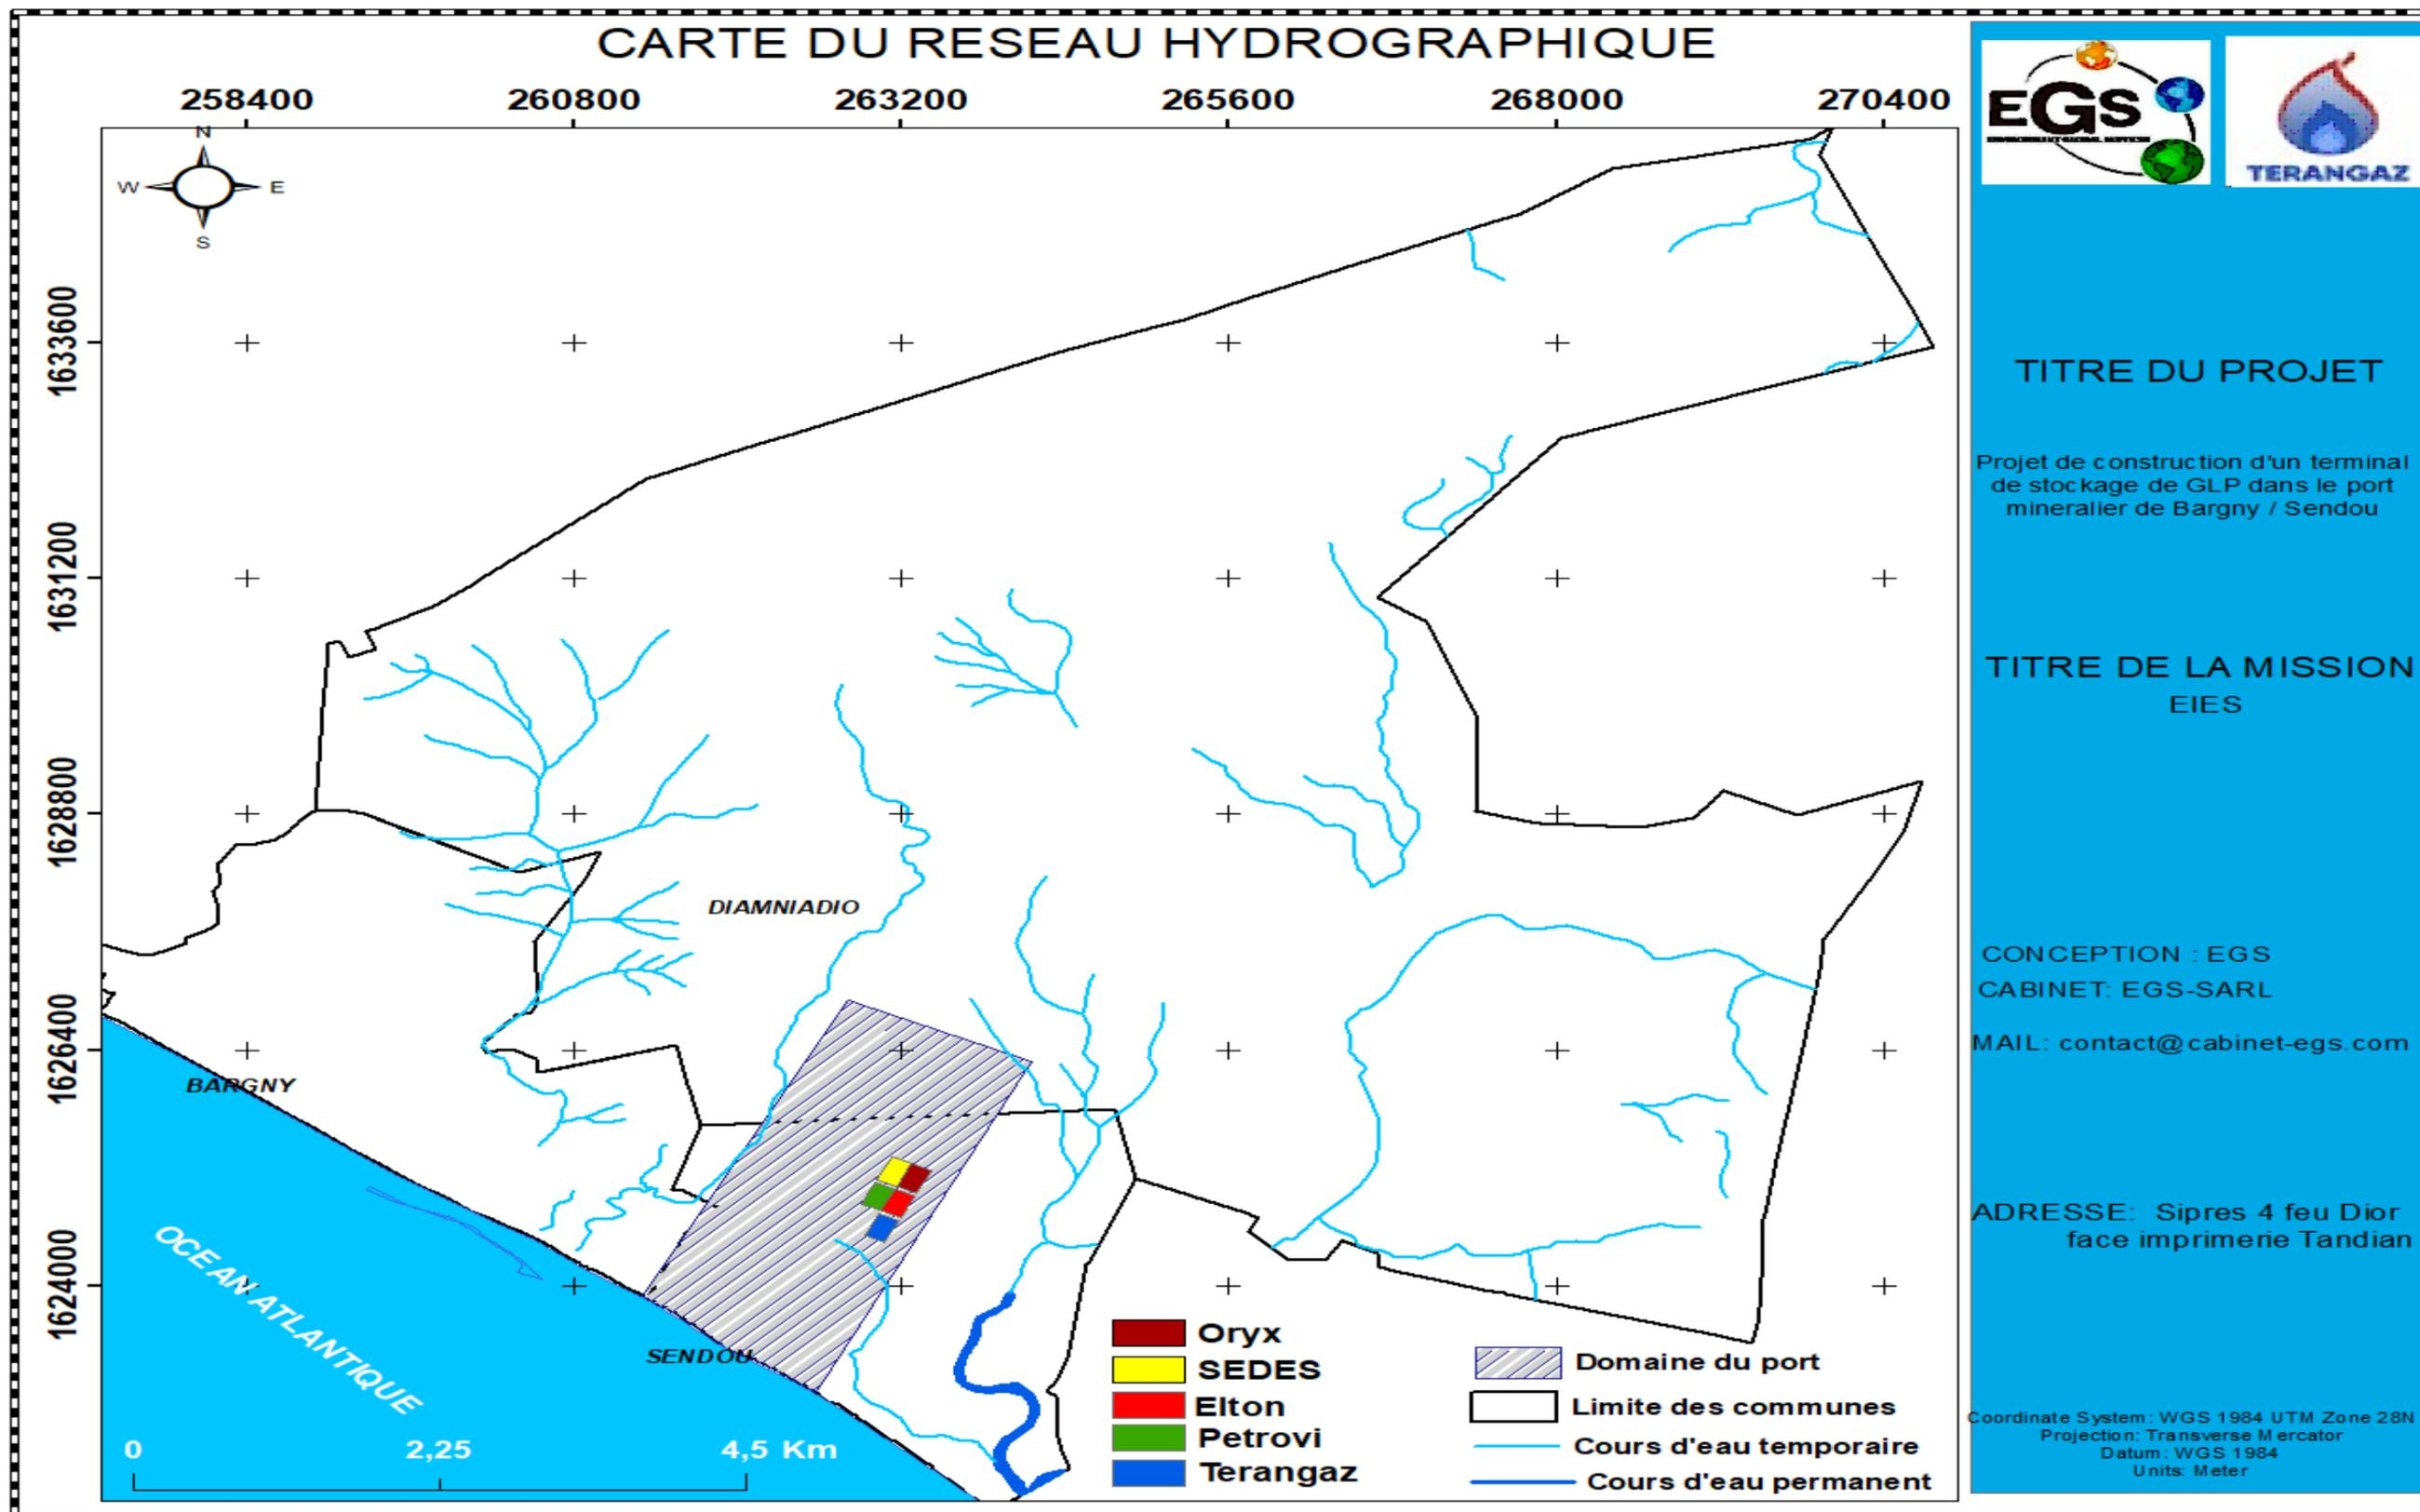 CARTE DU RESEAU HYDROGRAPHIQUE
258400 260800 263200 265600 268000 270400
N
W E
S
1633600
1631200
1628800
1626400
1624000
DIAMNIADIO
BARGNY
SENDOU
OCEAN ATLANTIQUE
0 2,25 4,5 Km
Oryx
SEDES
Elton
Petrovi
Terangaz
Domaine du port
Limite des communes
Cours d'eau temporaire
Cours d'eau permanent
EGS
TERANGAZ
TITRE DU PROJET
Projet de construction d'un terminal
de stockage de GLP dans le port
mineralier de Bargny / Sendou
TITRE DE LA MISSION
EIES
CONCEPTION : EGS
CABINET: EGS-SARL
MAIL: contact@cabinet-egs.com
ADRESSE: Sipres 4 feu Dior
face imprimerie Tandian
Coordinate System: WGS 1984 UTM Zone 28N
Projection: Transverse Mercator
Datum: WGS 1984
Units: Meter